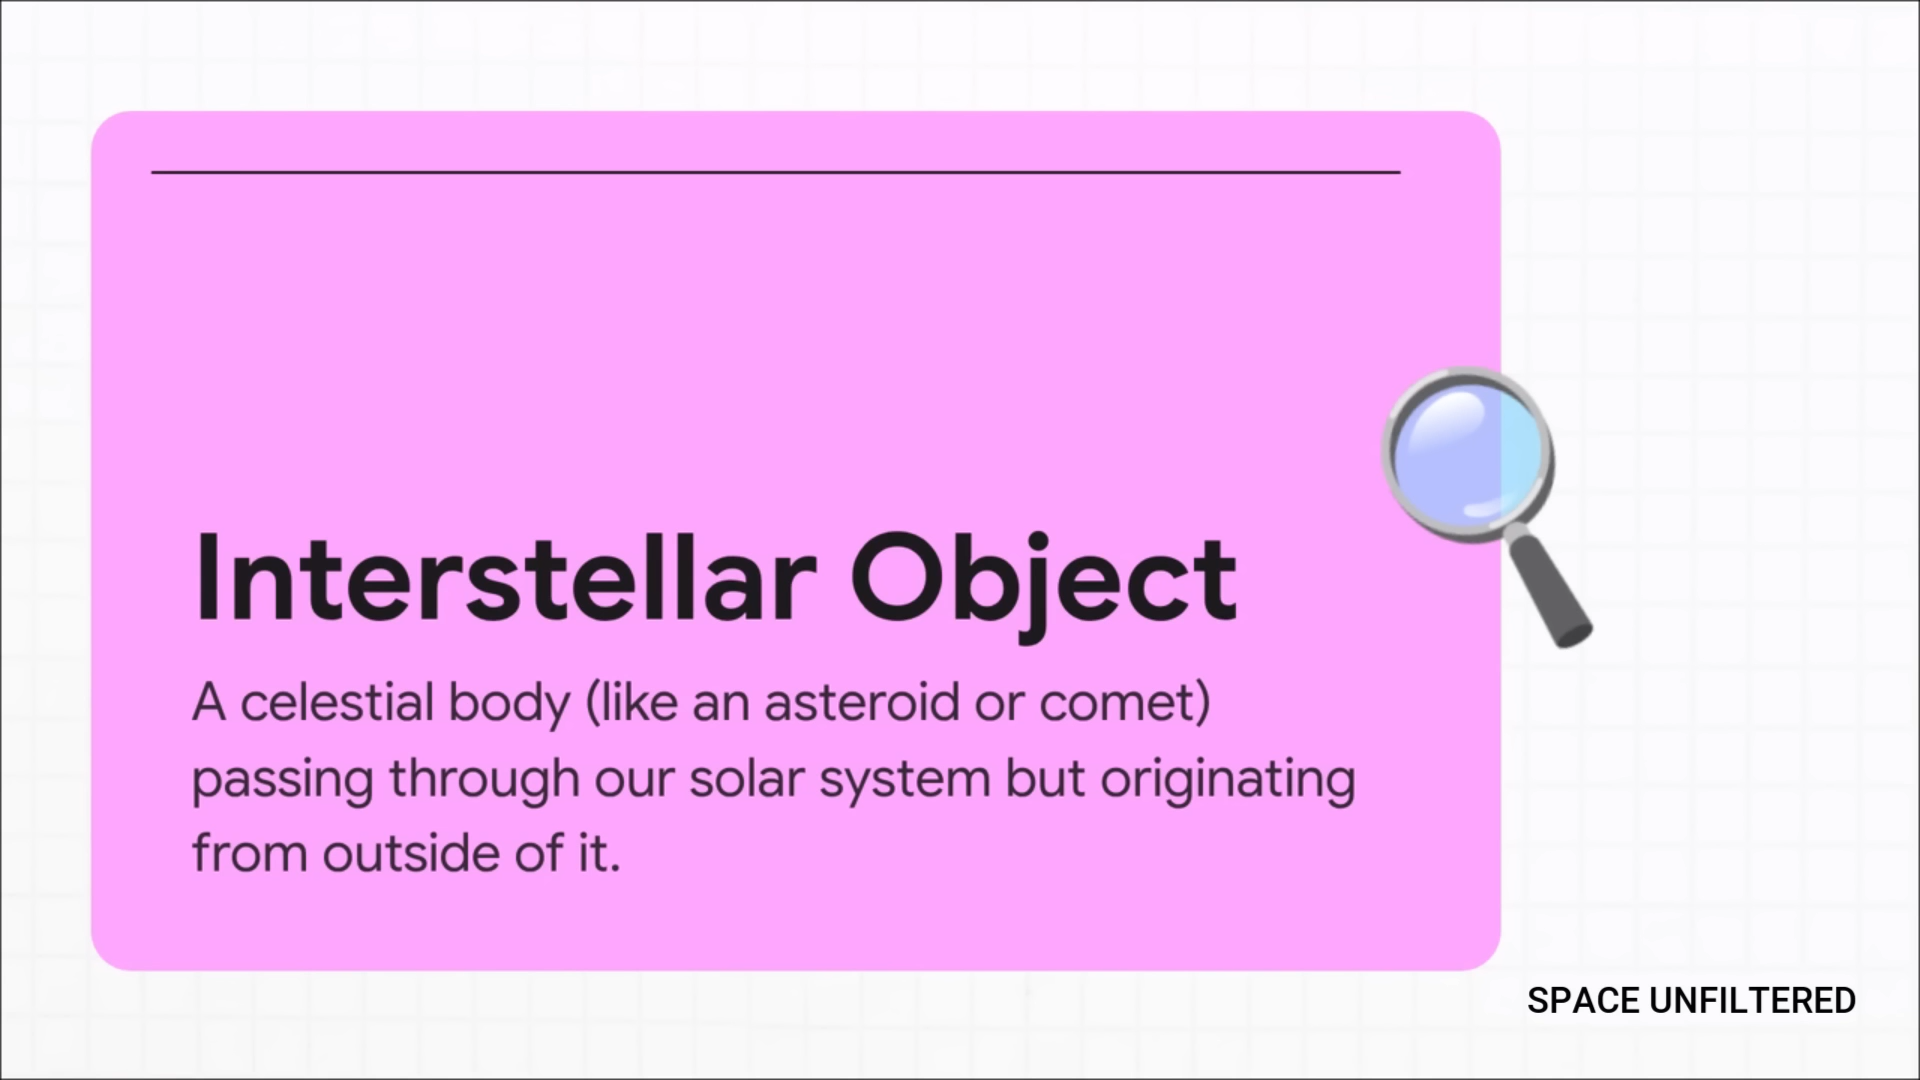 Interstellar Object
A celestial body (like an asteroid or comet)
passing through our solar system but originating
from outside of it.
SPACE UNFILTERED